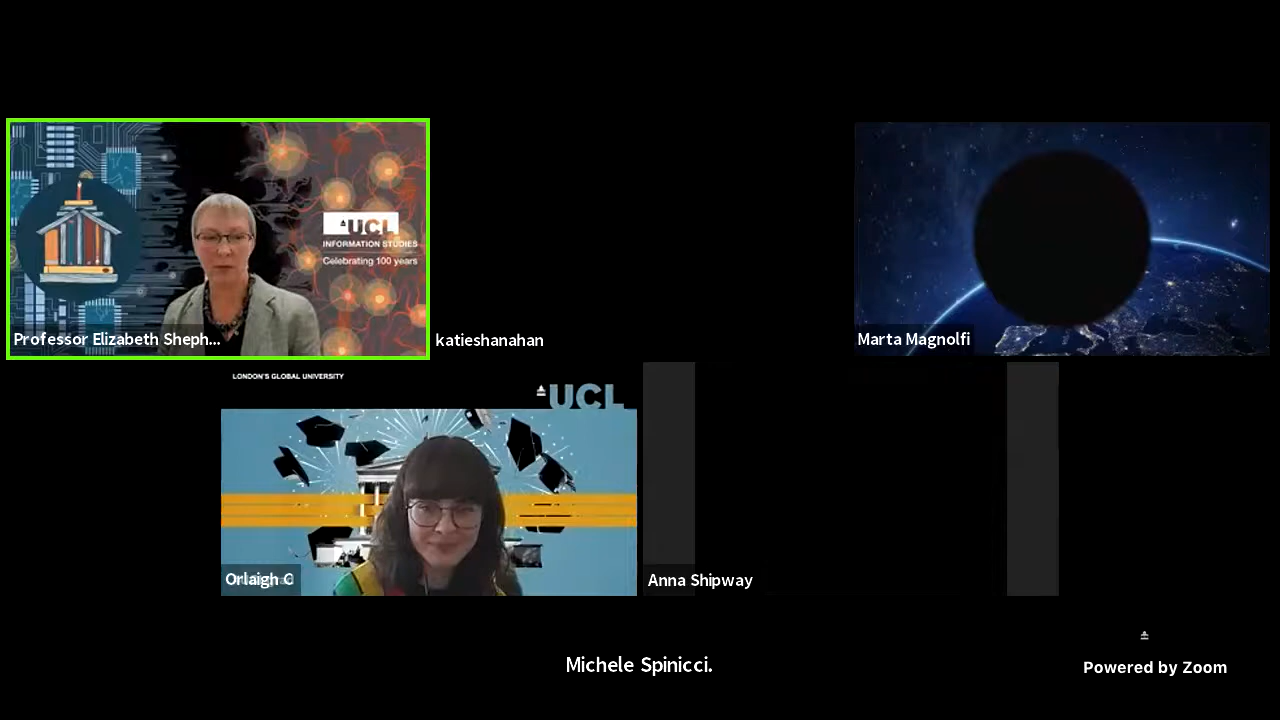 UCL
INFORMATION STUDIES
Celebrating 100 years
Professor Elizabeth Sheph...
katieshanahan
Marta Magnolfi
LONDON'S GLOBAL UNIVERSITY
UCL
Orlaigh C
Anna Shipway
Michele Spinicci.
Powered by Zoom